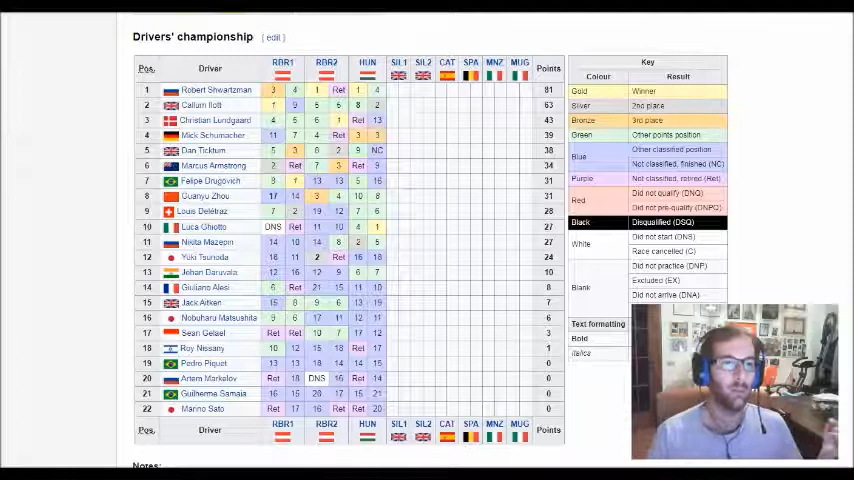 Drivers' championship [ edit ]
Pos. Driver RBR1 RBR2 HUN SIL1 SIL2 CAT SPA MNZ MUG Points
1 Robert Shwartzman 3 4 1 Ret 1 4 81
2 Callum Ilott 1 9 5 5 8 2 63
3 Christian Lundgaard 4 5 6 1 Ret 13 43
4 Mick Schumacher 11 7 4 Ret 3 3 39
5 Dan Ticktum 5 3 8 2 9 NC 38
6 Marcus Armstrong 2 Ret 7 3 Ret 9 34
7 Felipe Drugovich 8 1 13 13 5 16 31
8 Guanyu Zhou 17 14 3 4 10 8 31
9 Louis Delétraz 7 2 19 12 7 6 28
10 Luca Ghiotto DNS Ret 11 10 4 1 27
11 Nikita Mazepin 14 10 14 8 2 5 27
12 Yuki Tsunoda 18 11 2 Ret 16 18 24
13 Jehan Daruvala 12 16 12 9 6 7 10
14 Giuliano Alesi 6 Ret 21 15 11 10 8
15 Jack Aitken 15 8 9 6 13 19 7
16 Nobuharu Matsushita 9 6 17 11 12 11 6
17 Sean Gelael Ret Ret 10 7 17 12 3
18 Roy Nissany 10 12 15 18 Ret 17 1
19 Pedro Piquet 13 13 18 14 14 15 0
20 Artem Markelov Ret 18 DNS 16 Ret 14 0
21 Guilherme Samaia 16 15 20 17 15 21 0
22 Marino Sato Ret 17 16 Ret Ret 20 0
Pos. Driver RBR1 RBR2 HUN SIL1 SIL2 CAT SPA MNZ MUG Points
Key
Colour Result
Gold Winner
Silver 2nd place
Bronze 3rd place
Green Other points position
Blue Other classified position
Not classified, finished (NC)
Purple Not classified, retired (Ret)
Red Did not qualify (DNQ)
Did not pre-qualify (DNPQ)
Black Disqualified (DSQ)
White Did not start (DNS)
Race cancelled (C)
Blank Did not practice (DNP)
Excluded (EX)
Did not arrive (DNA)
Text formatting
Bold
Italics
Notes: